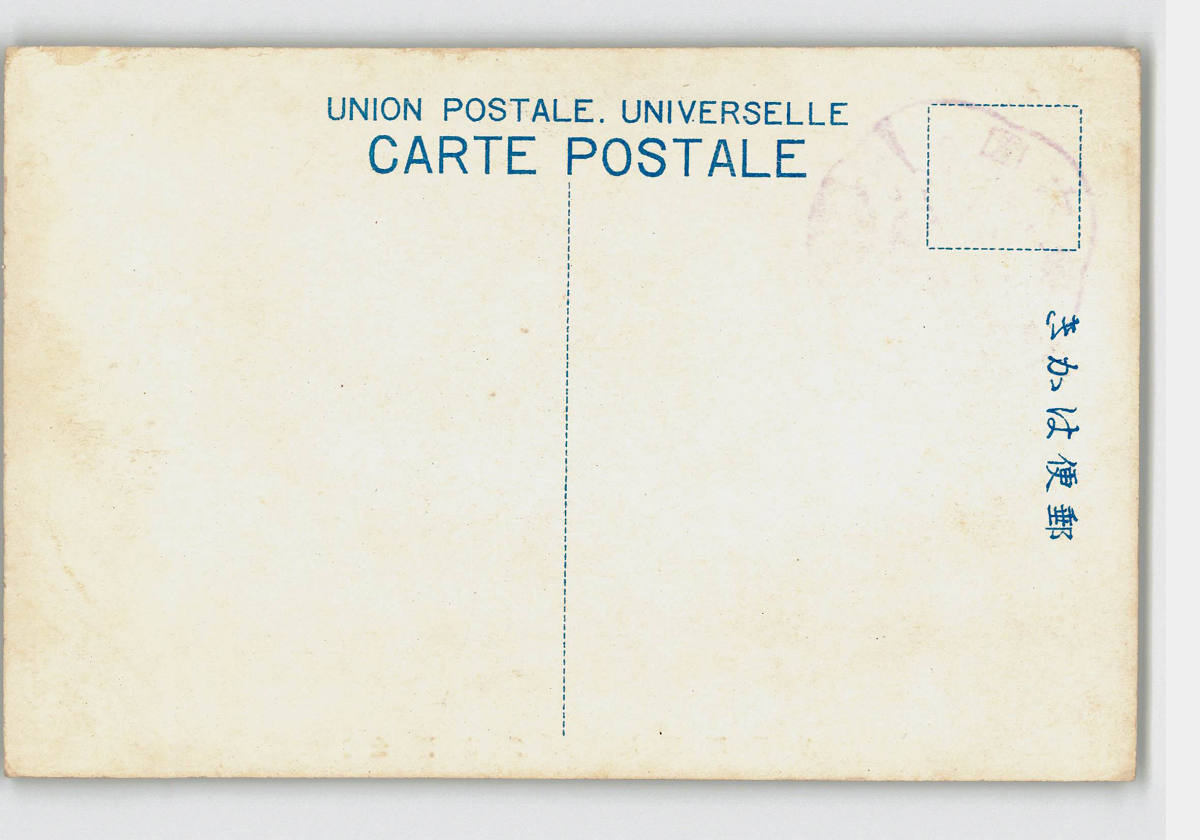 UNION POSTALE. UNIVERSELLE
CARTE POSTALE
郵便はかき